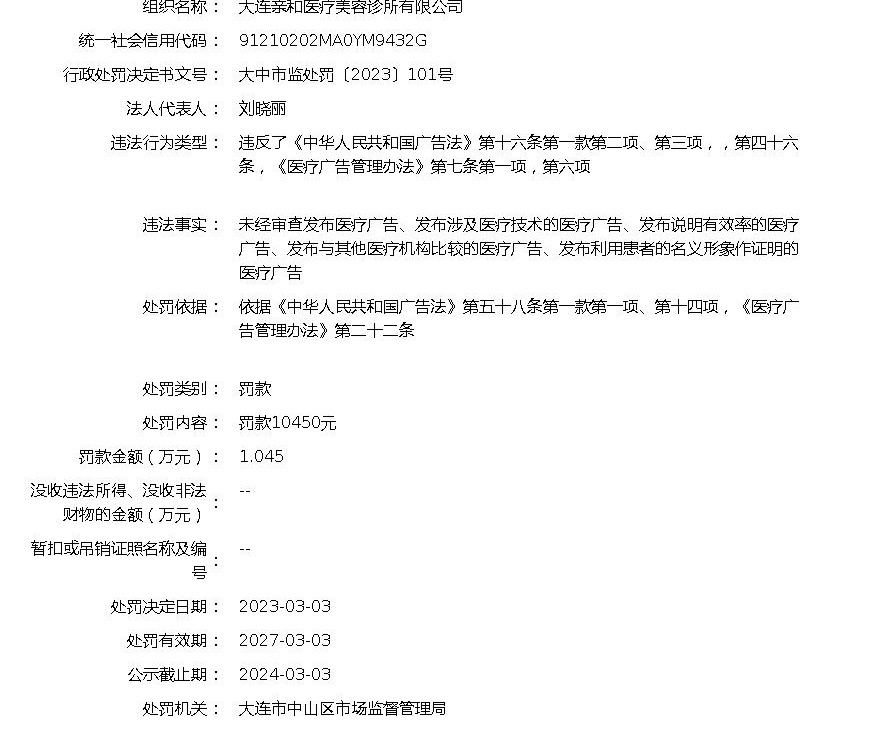 组织名称： 大连亲和医疗美容诊所有限公司
统一社会信用代码： 91210202MA0YM9432G
行政处罚决定书文号： 大中市监处罚〔2023〕101号
法人代表人： 刘晓丽
违法行为类型： 违反了《中华人民共和国广告法》第十六条第一款第二项、第三项，，第四十六
条，《医疗广告管理办法》第七条第一项，第六项
违法事实： 未经审查发布医疗广告、发布涉及医疗技术的医疗广告、发布说明有效率的医疗
广告、发布与其他医疗机构比较的医疗广告、发布利用患者的名义形象作证明的
医疗广告
处罚依据： 依据《中华人民共和国广告法》第五十八条第一款第一项、第十四项，《医疗广
告管理办法》第二十二条
处罚类别： 罚款
处罚内容： 罚款10450元
罚款金额（万元）： 1.045
没收违法所得、没收非法
财物的金额（万元）： --
暂扣或吊销证照名称及编
号： --
处罚决定日期： 2023-03-03
处罚有效期： 2027-03-03
公示截止期： 2024-03-03
处罚机关： 大连市中山区市场监督管理局